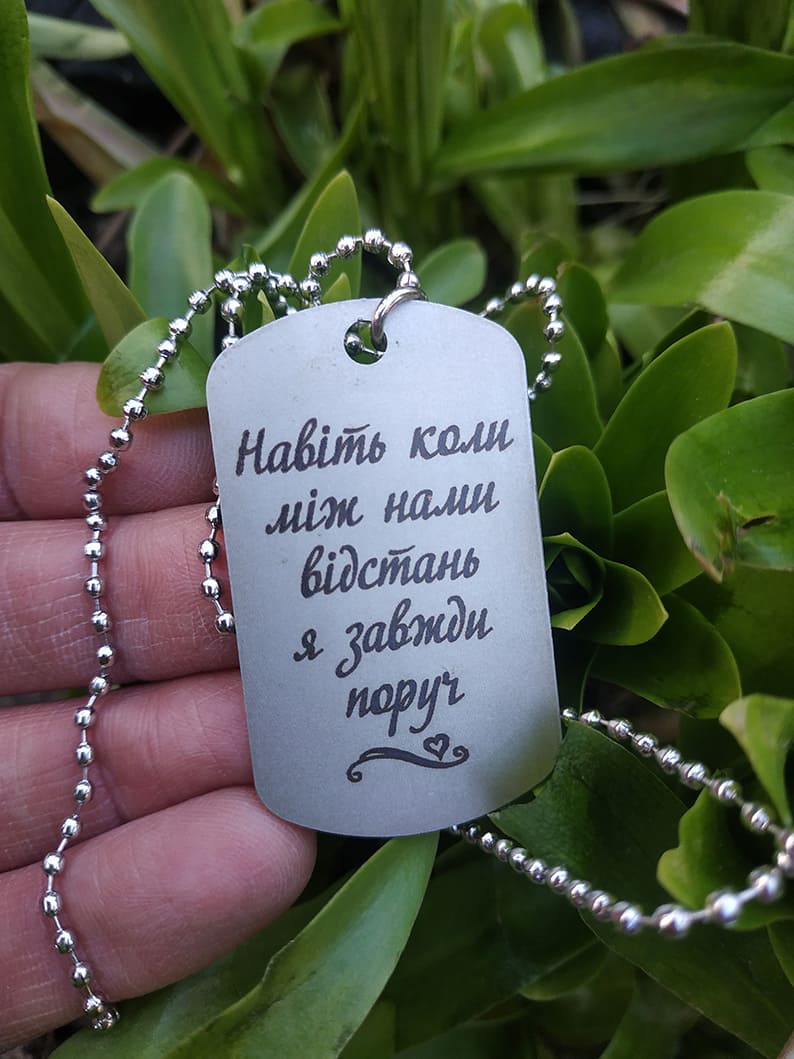 Навіть коли
між нами
відстань
я завжди
поруч